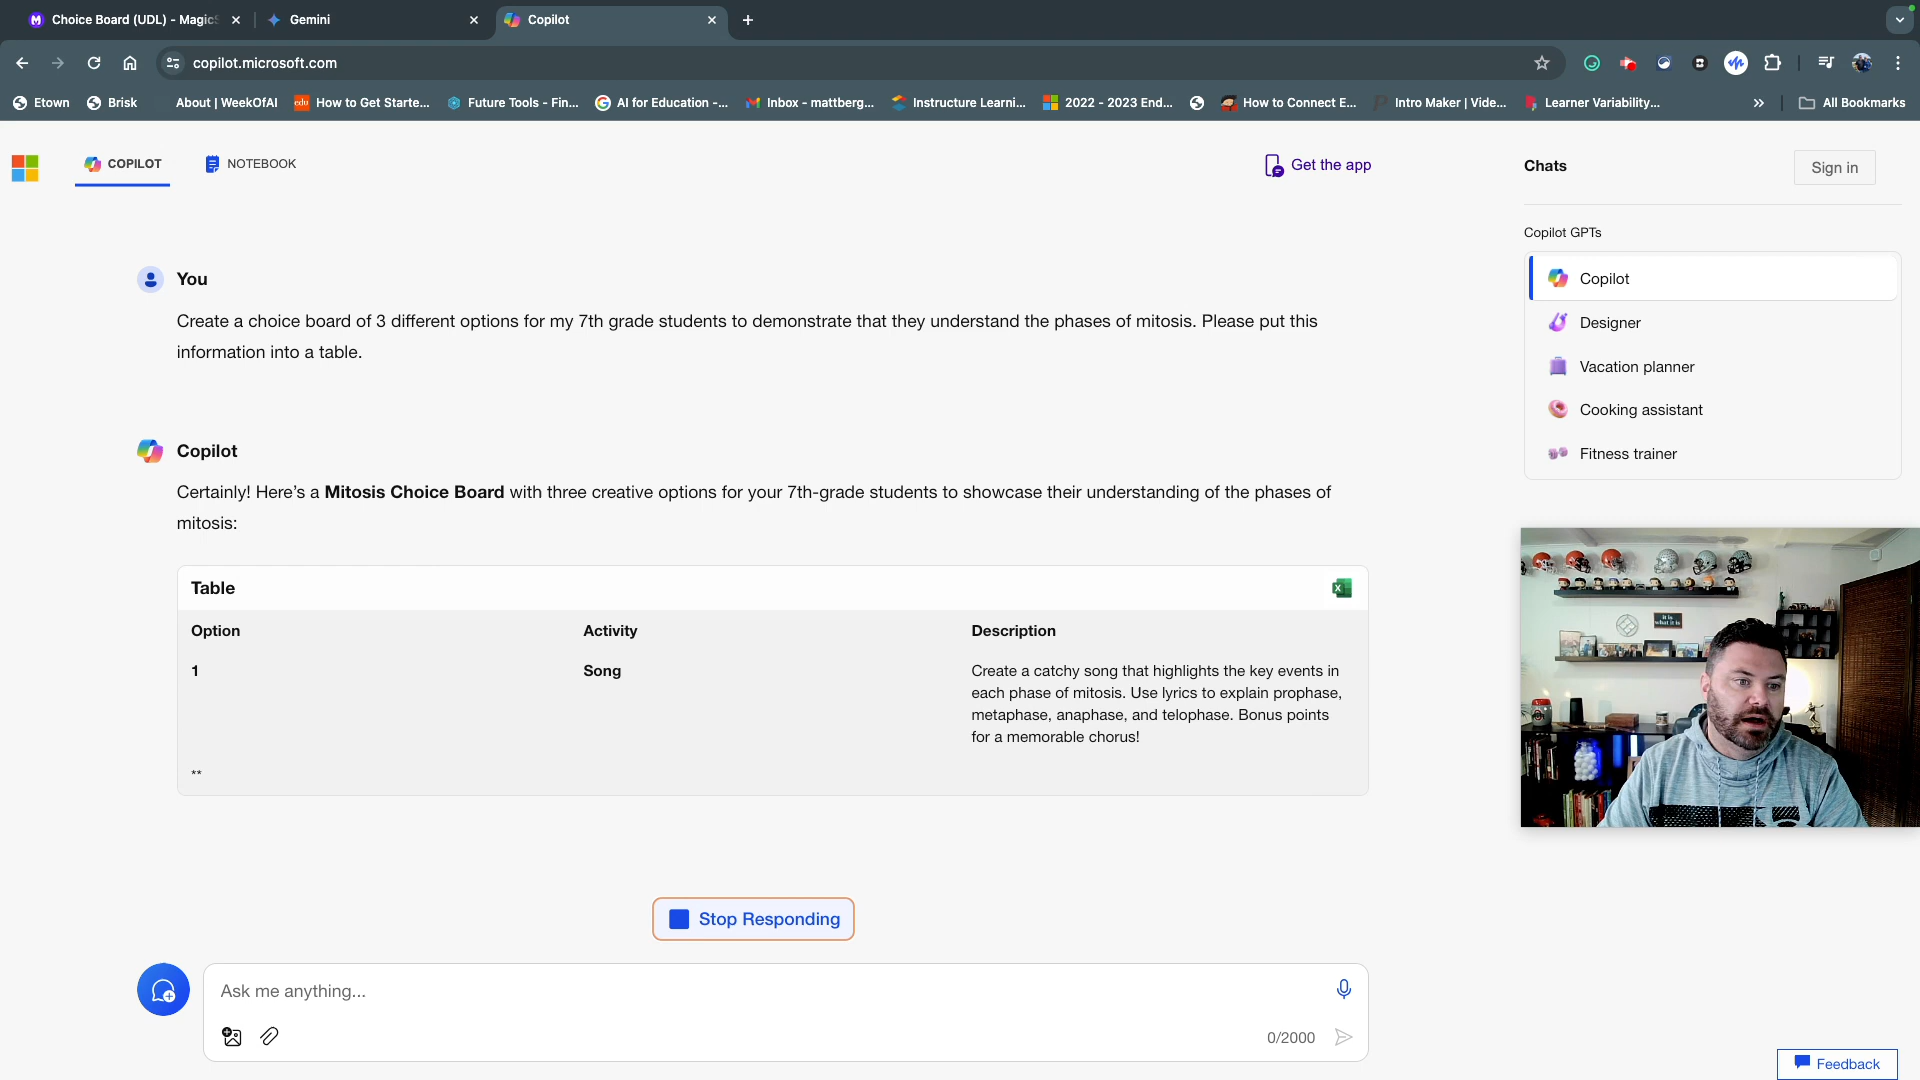 Choice Board (UDL) - MagicS
Gemini
Copilot
copilot.microsoft.com
Etown
Brisk
About | WeekOfAI
How to Get Starte...
Future Tools - Fin...
AI for Education -...
Inbox - mattberg...
Instructure Learni...
2022 - 2023 End...
How to Connect E...
Intro Maker | Vide...
Learner Variability...
All Bookmarks
COPILOT
NOTEBOOK
Get the app
Chats
Sign in
Copilot GPTs
Copilot
Designer
Vacation planner
Cooking assistant
Fitness trainer
You
Create a choice board of 3 different options for my 7th grade students to demonstrate that they understand the phases of mitosis. Please put this
information into a table.
Copilot
Certainly! Here’s a Mitosis Choice Board with three creative options for your 7th-grade students to showcase their understanding of the phases of
mitosis:
Table
Option Activity Description
1 Song Create a catchy song that highlights the key events in
each phase of mitosis. Use lyrics to explain prophase,
metaphase, anaphase, and telophase. Bonus points
for a memorable chorus!
**
it is
what it is
Stop Responding
Ask me anything...
0/2000
Feedback